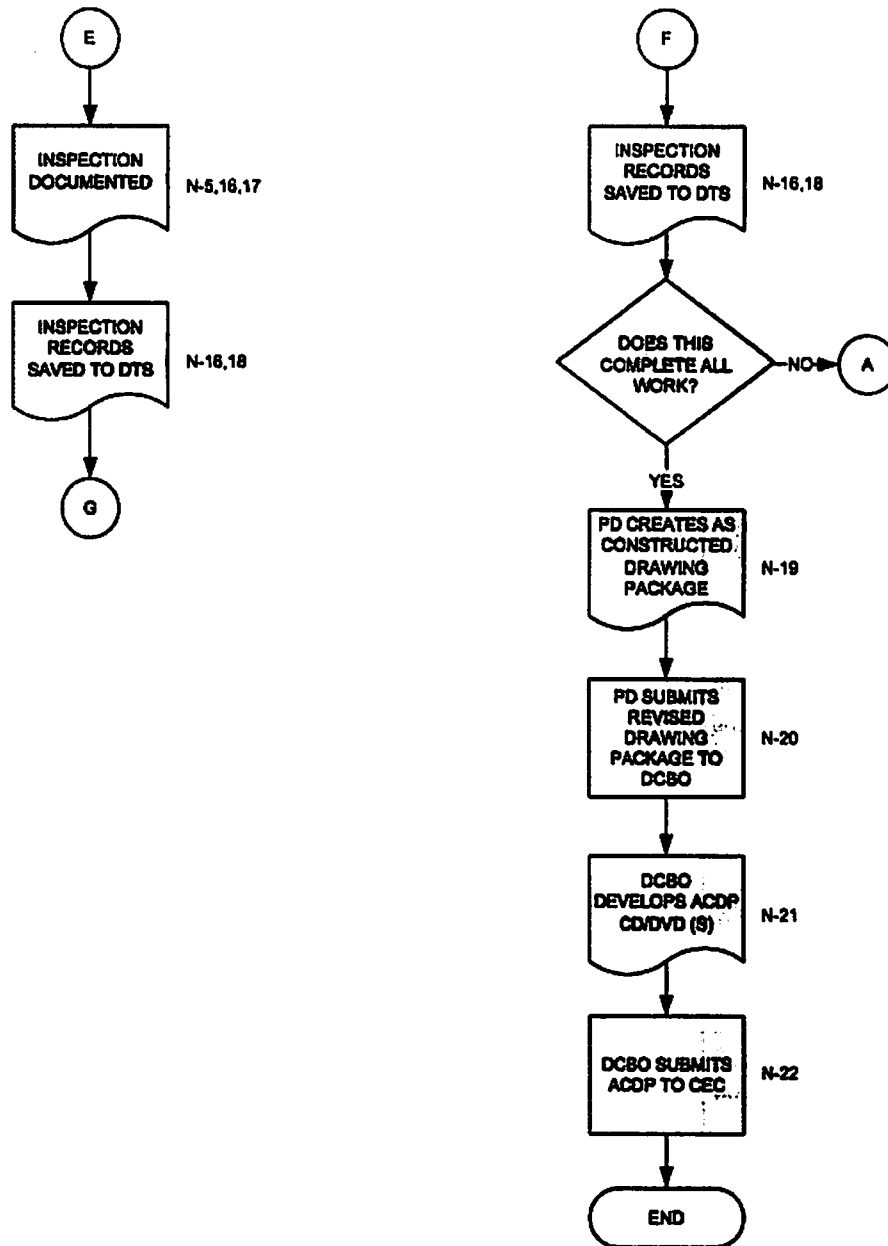 E
INSPECTION
DOCUMENTED
N-5,16,17
INSPECTION
RECORDS
SAVED TO DTS
N-16,18
G
F
INSPECTION
RECORDS
SAVED TO DTS
N-16,18
DOES THIS
COMPLETE ALL
WORK?
NO
A
YES
PD CREATES AS
CONSTRUCTED
DRAWING
PACKAGE
N-19
PD SUBMITS
REVISED
DRAWING
PACKAGE TO
DCBO
N-20
DCBO
DEVELOPS ACDP
CD/DVD (S)
N-21
DCBO SUBMITS
ACDP TO CEC
N-22
END